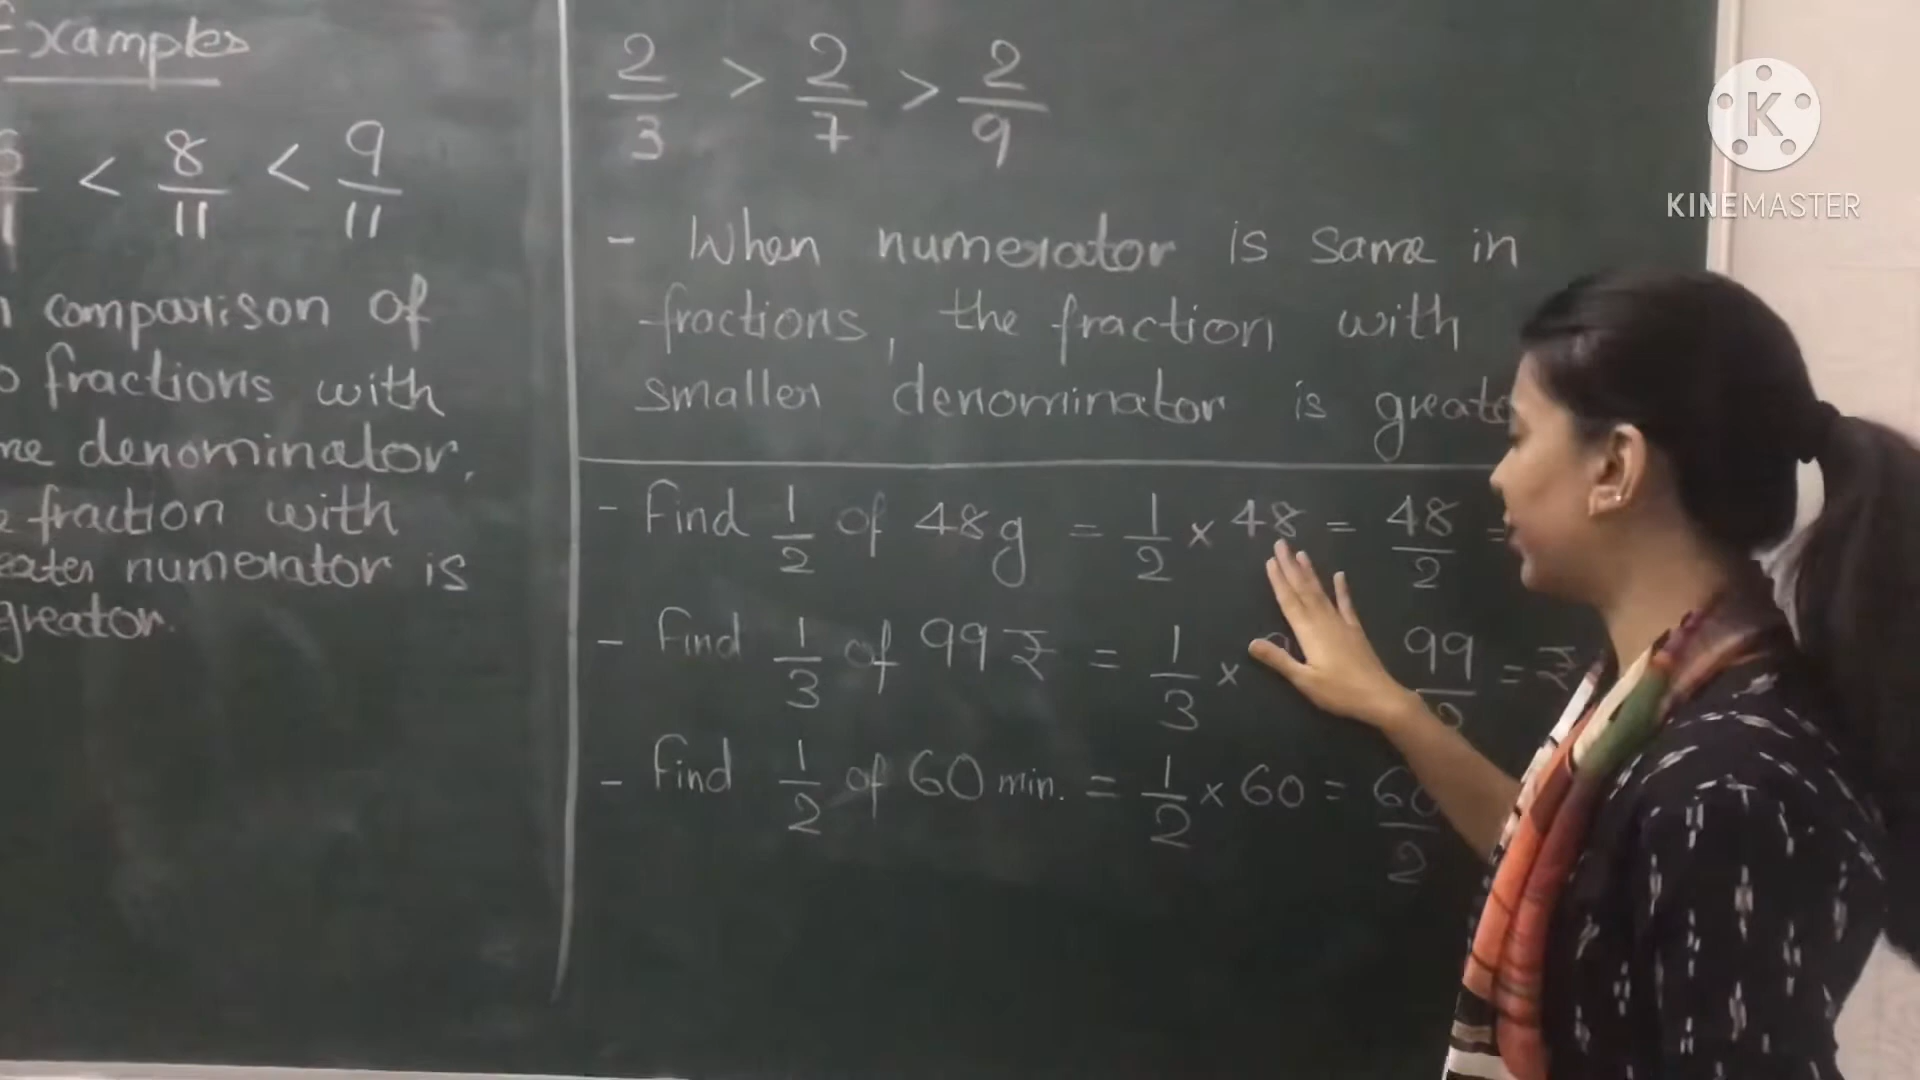 Examples
< 8/11 < 9/11
comparison of
fractions with
denominator,
fraction with
numerator is
greator.
2/3 > 2/7 > 2/9
- When numerator is same in
fractions, the fraction with
smaller denominator is
- Find 1/2 of 48g = 1/2 × 48 = 48/2 =
- Find 1/3 of 99 ₹ = 1/3 × = 99/ = ₹
- Find 1/2 of 60 min. = 1/2 × 60 = 60/2
K
KINEMASTER